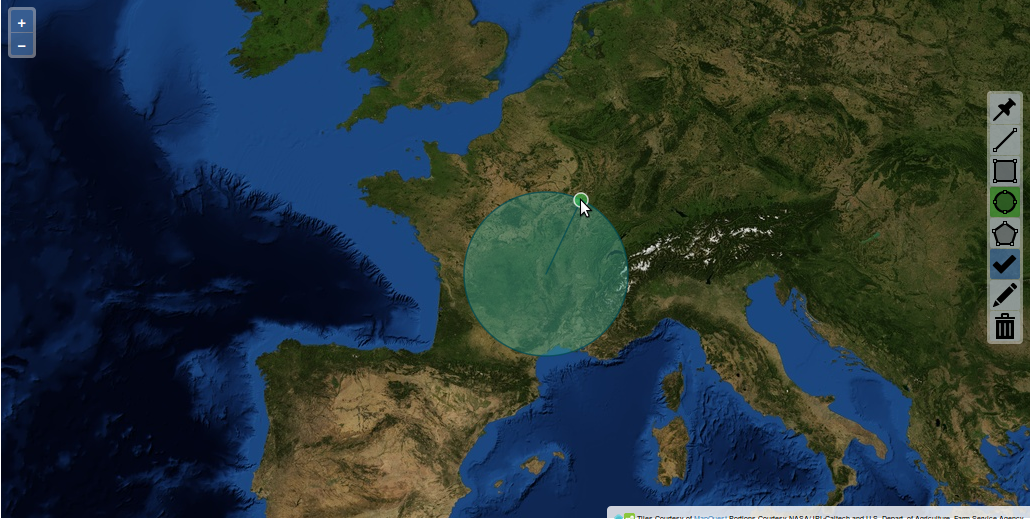 +
−
Tiles Courtesy of MapQuest Portions Courtesy NASA/JPL-Caltech and U.S. Depart. of Agriculture, Farm Service Agency